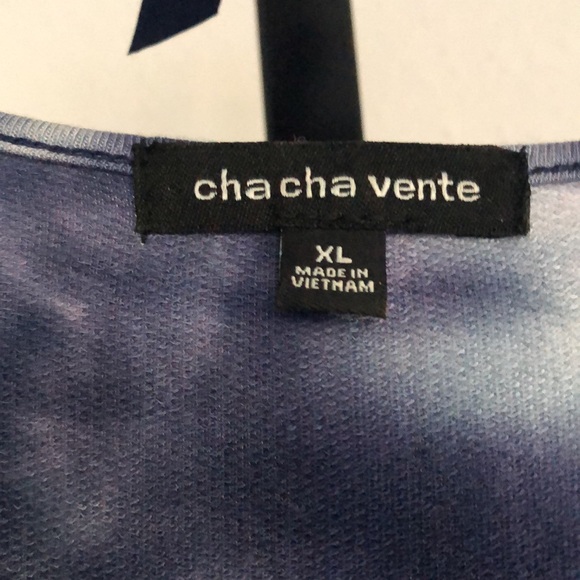 cha cha vente
XL
MADE IN
VIETNAM